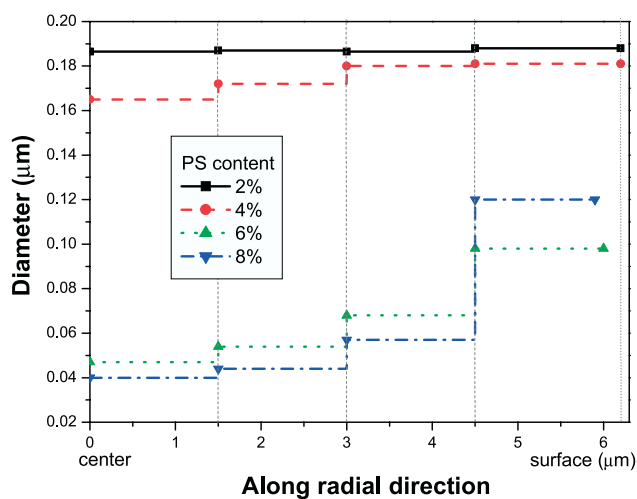 0.20
0.18
0.16
0.14
0.12
0.10
0.08
0.06
0.04
0.02
Diameter (μm)
PS content
2%
4%
6%
8%
0 1 2 3 4 5 6
center surface (μm)
Along radial direction